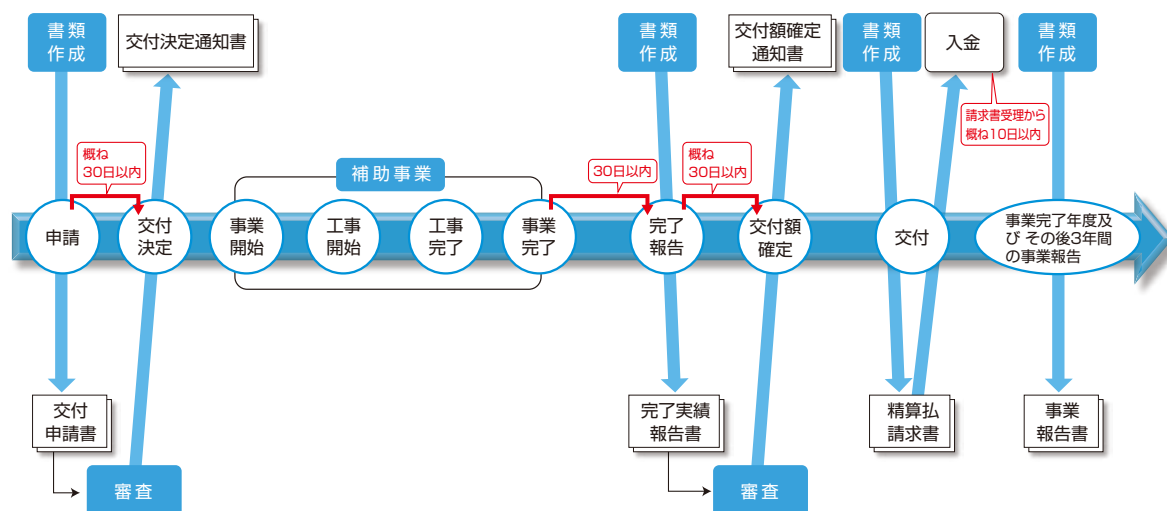 書類
作成
交付決定通知書
書類
作成
交付額確定
通知書
書類
作成
入金
書類
作成
請求書受理から
概ね10日以内
概ね
30日以内
補助事業
30日以内
概ね
30日以内
申請
交付
決定
事業
開始
工事
開始
工事
完了
事業
完了
完了
報告
交付額
確定
交付
事業完了年度及
び その後3年間
の事業報告
交付
申請書
完了実績
報告書
精算払
請求書
事業
報告書
審査
審査